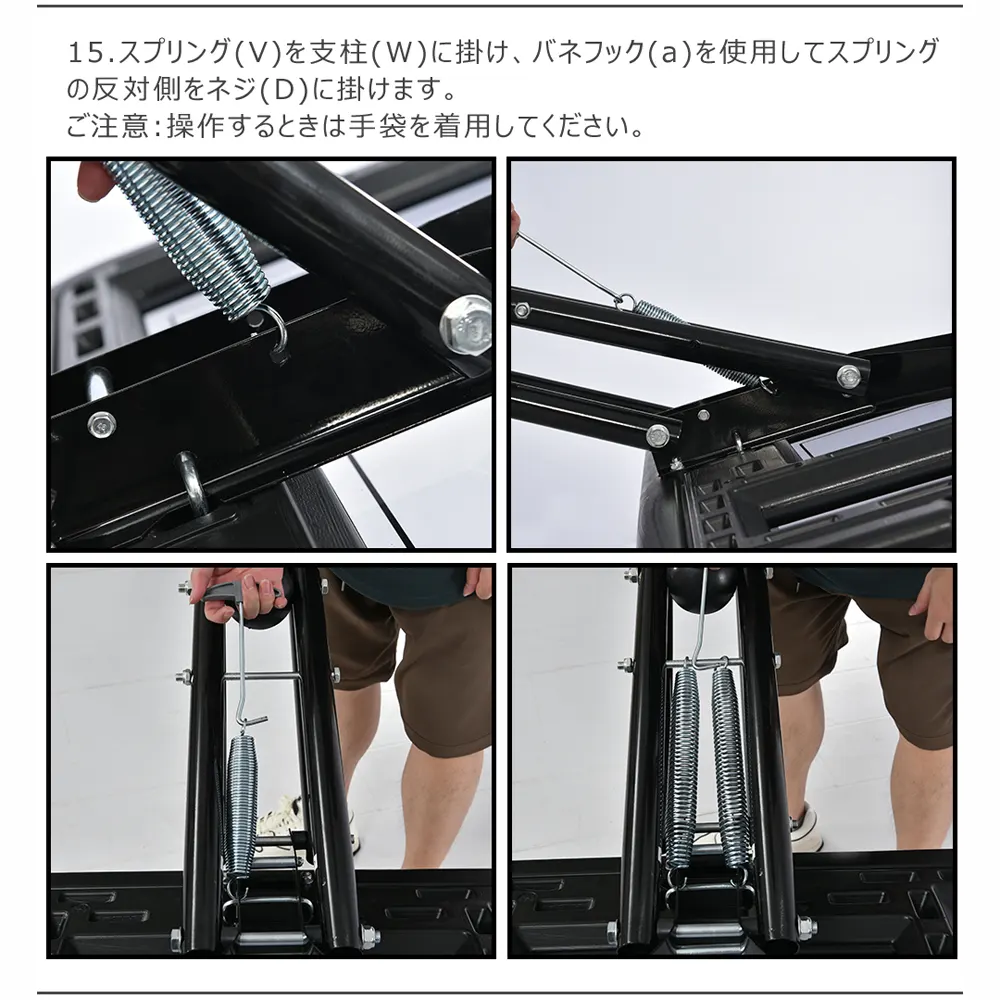 15.スプリング(V)を支柱(W)に掛け、バネフック(a)を使用してスプリング
の反対側をネジ(D)に掛けます。
ご注意:操作するときは手袋を着用してください。